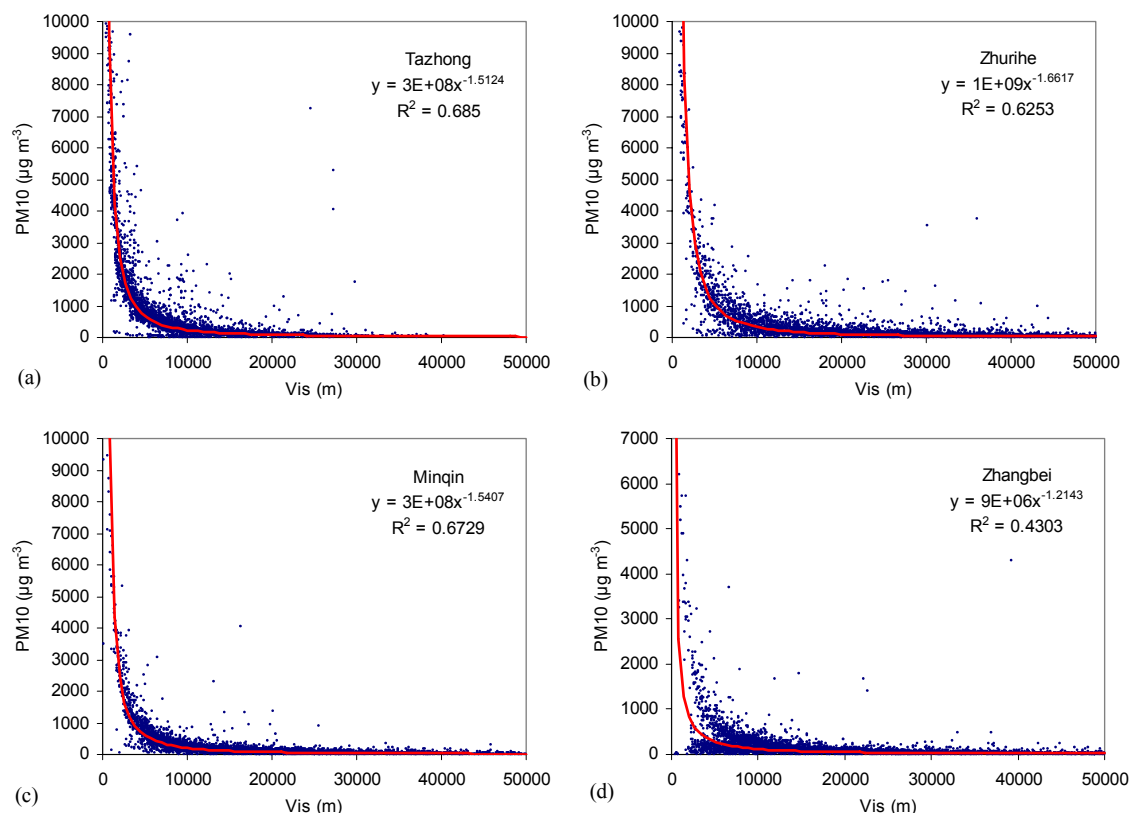 10000
9000
8000
7000
6000
5000
4000
3000
2000
1000
0
PM10 (µg m⁻³)
Tazhong
y = 3E+08x^-1.5124
R² = 0.685
0 10000 20000 30000 40000 50000
Vis (m)
(a)
10000
9000
8000
7000
6000
5000
4000
3000
2000
1000
0
PM10 (µg m⁻³)
Zhurihe
y = 1E+09x^-1.6617
R² = 0.6253
0 10000 20000 30000 40000 50000
Vis (m)
(b)
10000
9000
8000
7000
6000
5000
4000
3000
2000
1000
0
PM10 (µg m⁻³)
Minqin
y = 3E+08x^-1.5407
R² = 0.6729
0 10000 20000 30000 40000 50000
Vis (m)
(c)
7000
6000
5000
4000
3000
2000
1000
0
PM10 (µg m⁻³)
Zhangbei
y = 9E+06x^-1.2143
R² = 0.4303
0 10000 20000 30000 40000 50000
Vis (m)
(d)